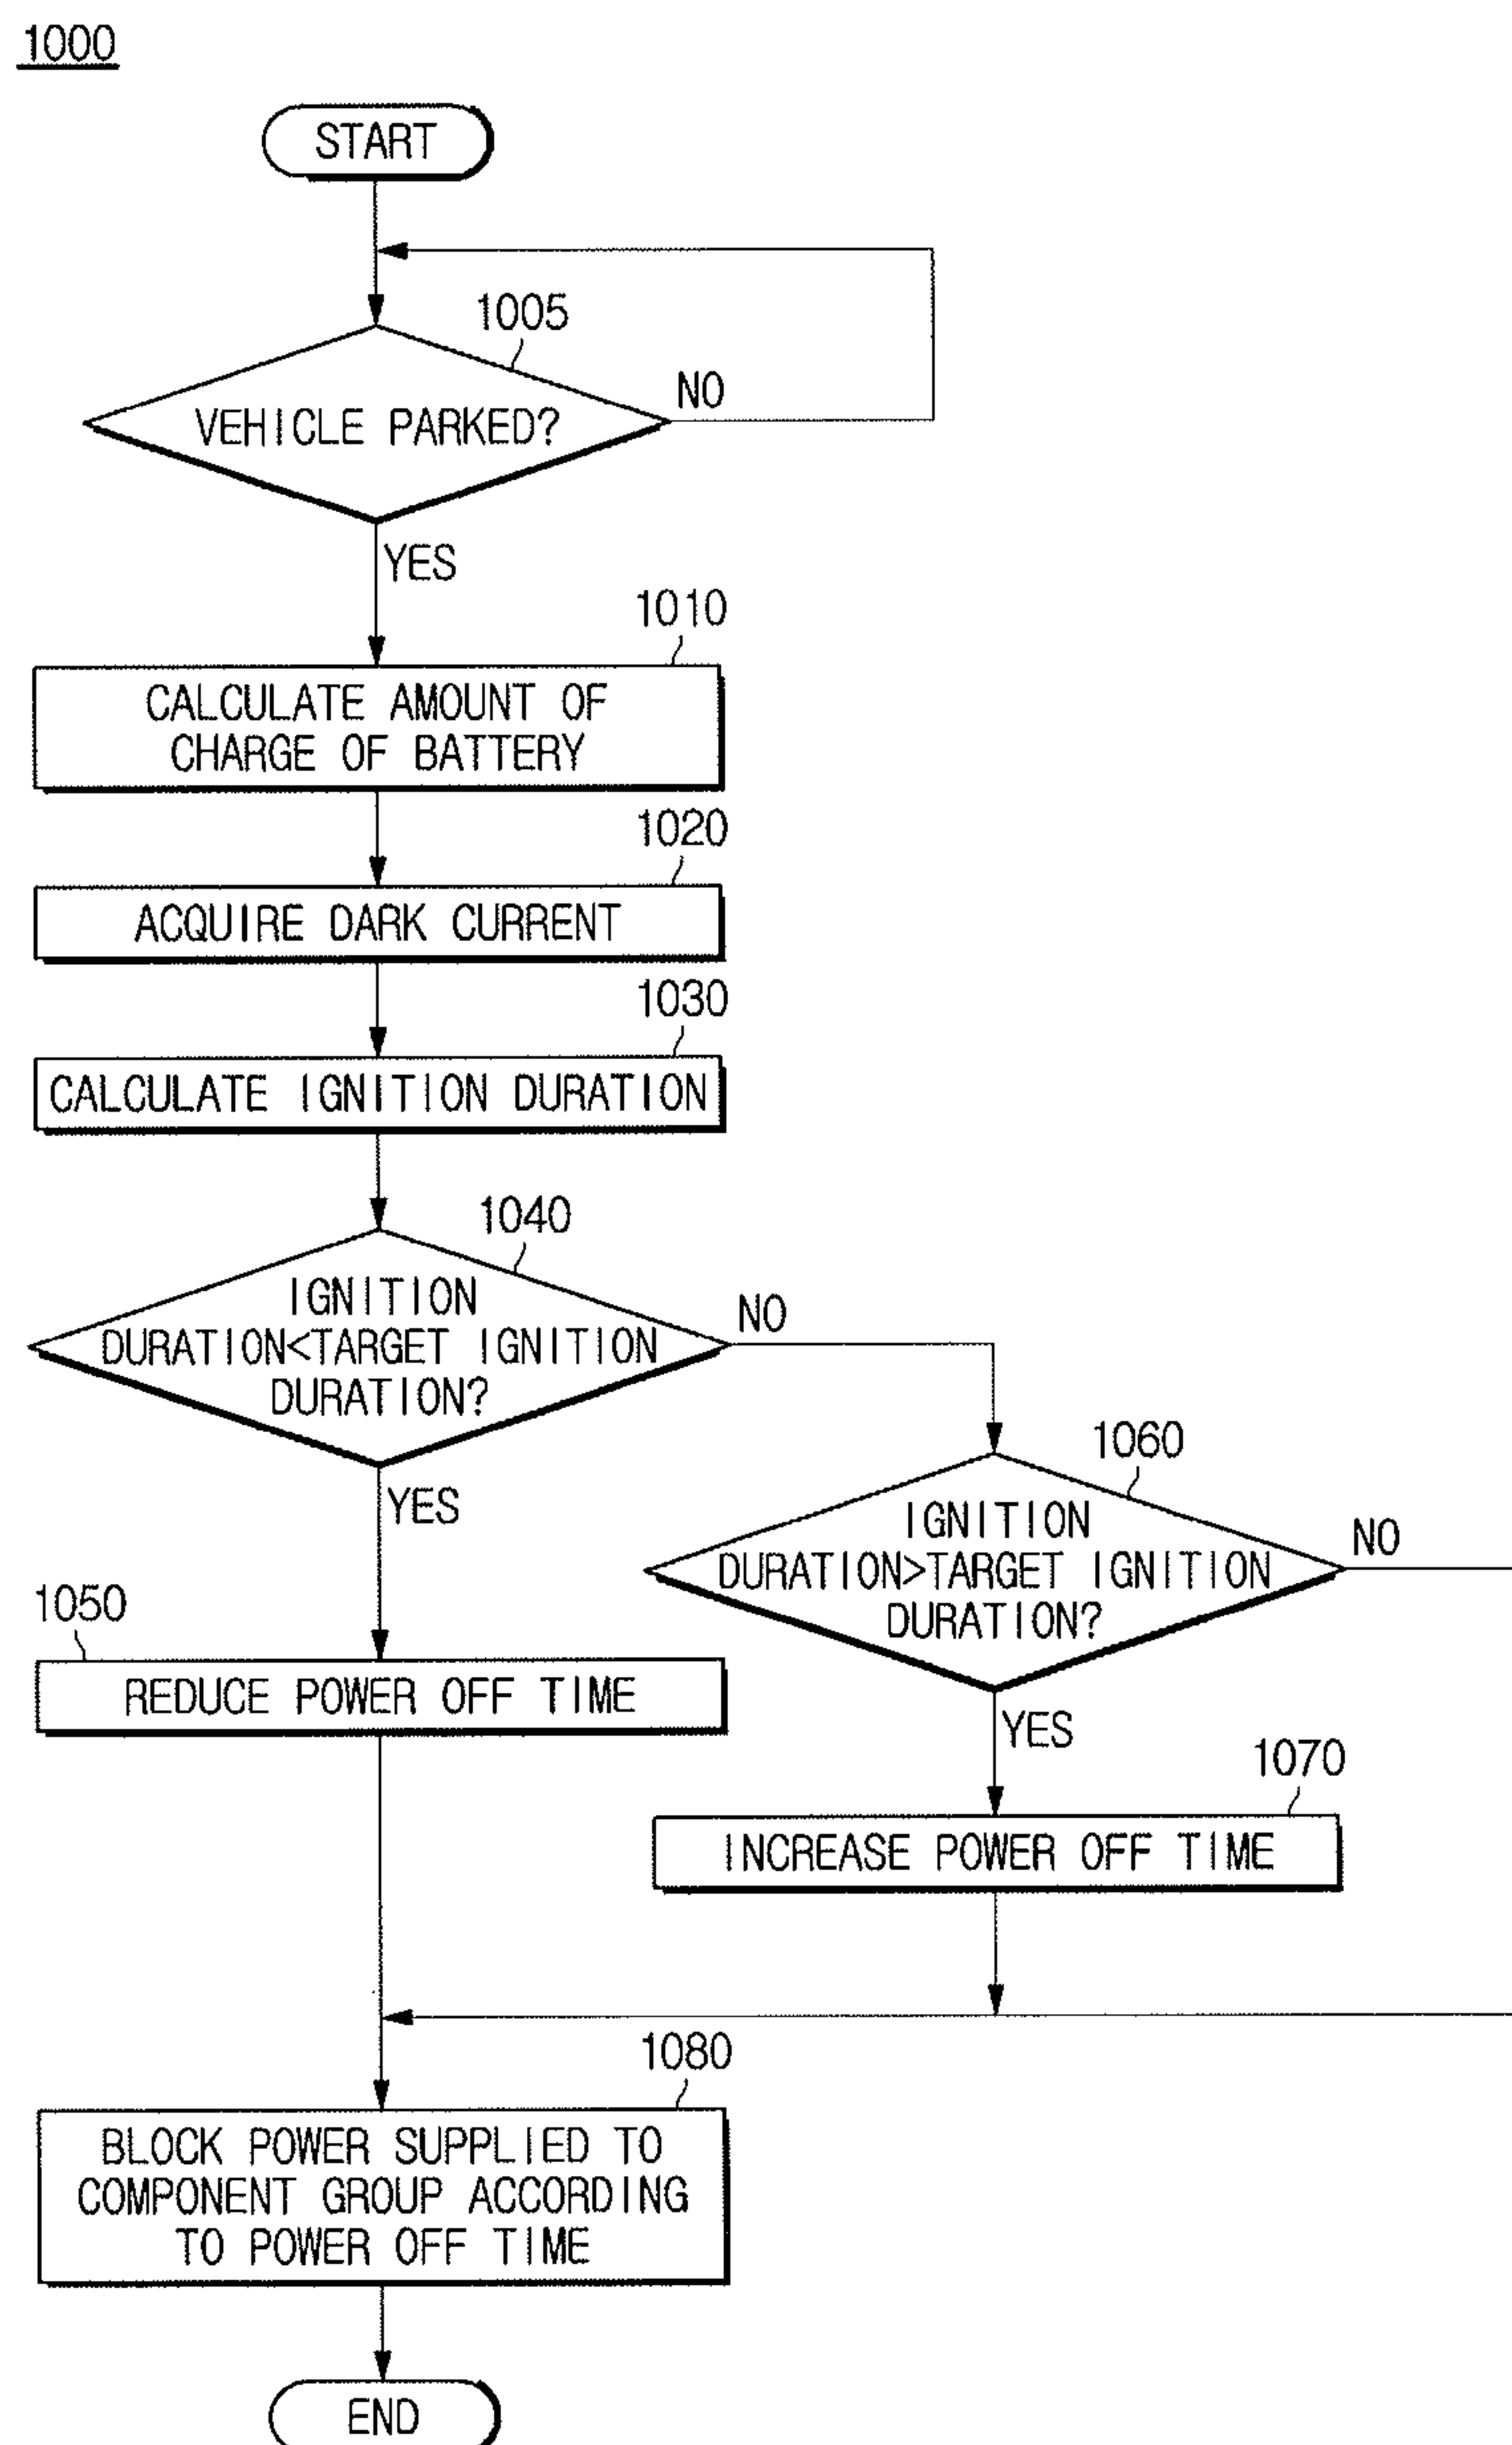 1000
START
1005
VEHICLE PARKED?
NO
YES
1010
CALCULATE AMOUNT OF
CHARGE OF BATTERY
1020
ACQUIRE DARK CURRENT
1030
CALCULATE IGNITION DURATION
1040
IGNITION
DURATION<TARGET IGNITION
DURATION?
NO
YES
1060
IGNITION
DURATION>TARGET IGNITION
DURATION?
NO
YES
1050
REDUCE POWER OFF TIME
1070
INCREASE POWER OFF TIME
1080
BLOCK POWER SUPPLIED TO
COMPONENT GROUP ACCORDING
TO POWER OFF TIME
END